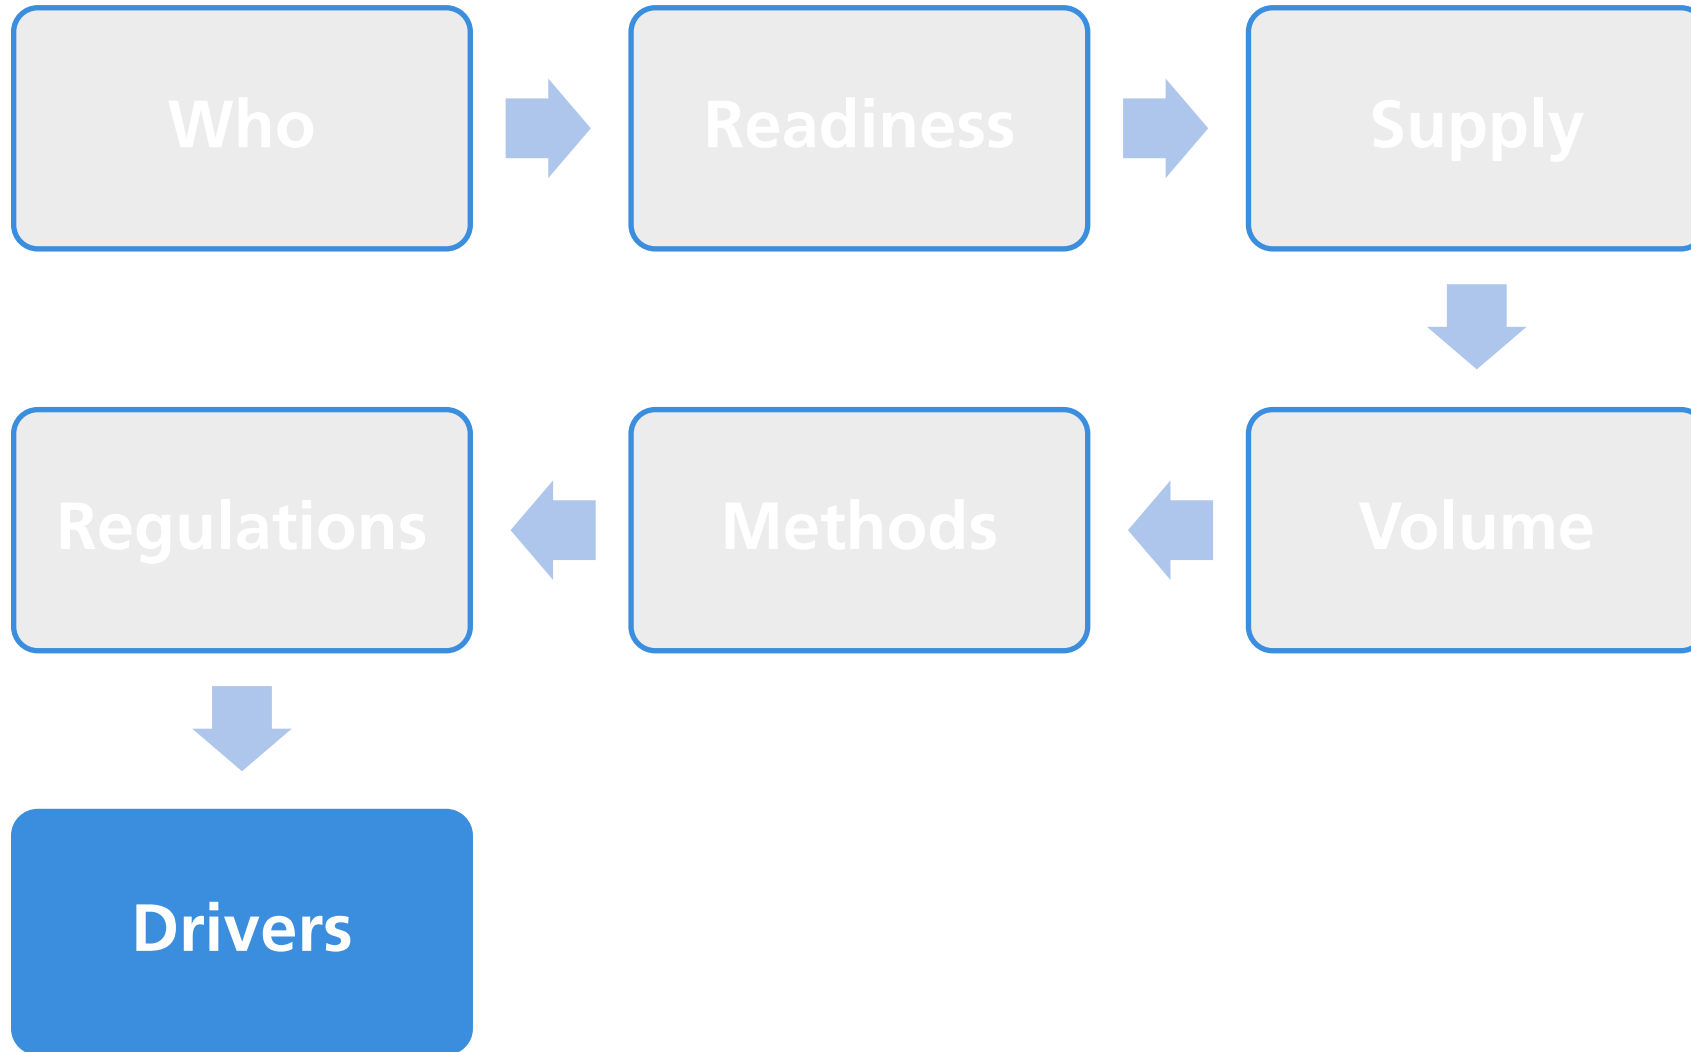 Who
Readiness
Supply
Volume
Methods
Regulations
Drivers